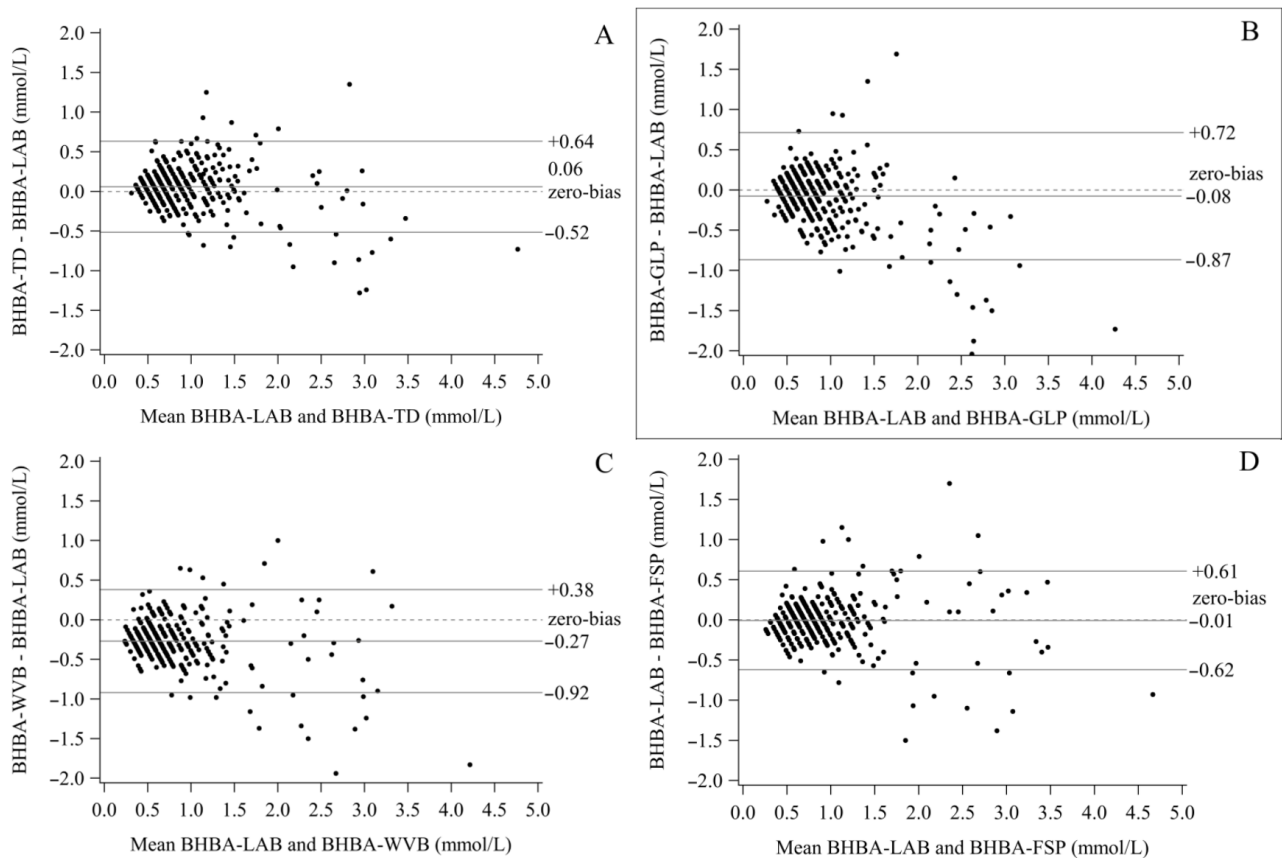 A
BHBA-TD - BHBA-LAB (mmol/L)
2.0
1.5
1.0
0.5
0.0
−0.5
−1.0
−1.5
−2.0
+0.64
0.06
zero-bias
−0.52
0.0 0.5 1.0 1.5 2.0 2.5 3.0 3.5 4.0 4.5 5.0
Mean BHBA-LAB and BHBA-TD (mmol/L)
B
BHBA-GLP - BHBA-LAB (mmol/L)
2.0
1.5
1.0
0.5
0.0
−0.5
−1.0
−1.5
−2.0
+0.72
zero-bias
−0.08
−0.87
0.0 0.5 1.0 1.5 2.0 2.5 3.0 3.5 4.0 4.5 5.0
Mean BHBA-LAB and BHBA-GLP (mmol/L)
C
BHBA-WVB - BHBA-LAB (mmol/L)
2.0
1.5
1.0
0.5
0.0
−0.5
−1.0
−1.5
−2.0
+0.38
zero-bias
−0.27
−0.92
0.0 0.5 1.0 1.5 2.0 2.5 3.0 3.5 4.0 4.5 5.0
Mean BHBA-LAB and BHBA-WVB (mmol/L)
D
BHBA-LAB - BHBA-FSP (mmol/L)
2.0
1.5
1.0
0.5
0.0
−0.5
−1.0
−1.5
−2.0
+0.61
zero-bias
−0.01
−0.62
0.0 0.5 1.0 1.5 2.0 2.5 3.0 3.5 4.0 4.5 5.0
Mean BHBA-LAB and BHBA-FSP (mmol/L)